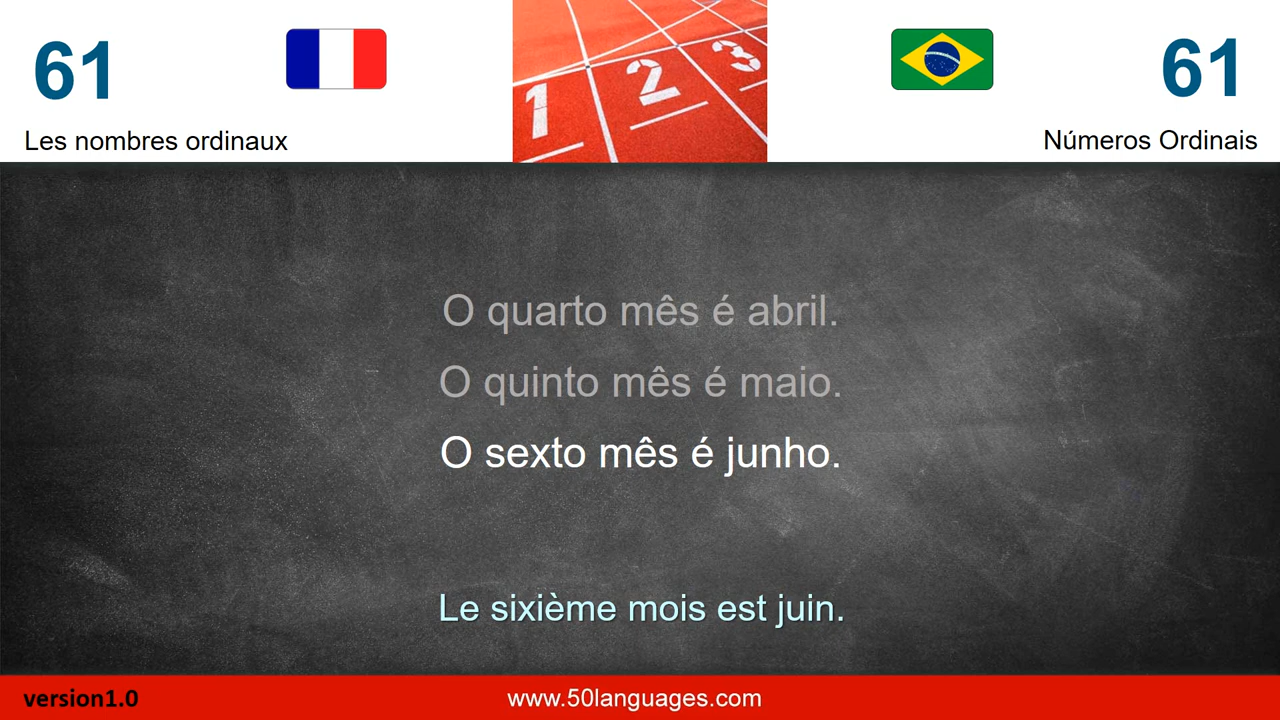 61
61
Les nombres ordinaux
Números Ordinais
1 2 3
O quarto mês é abril.
O quinto mês é maio.
O sexto mês é junho.
Le sixième mois est juin.
version1.0
www.50languages.com